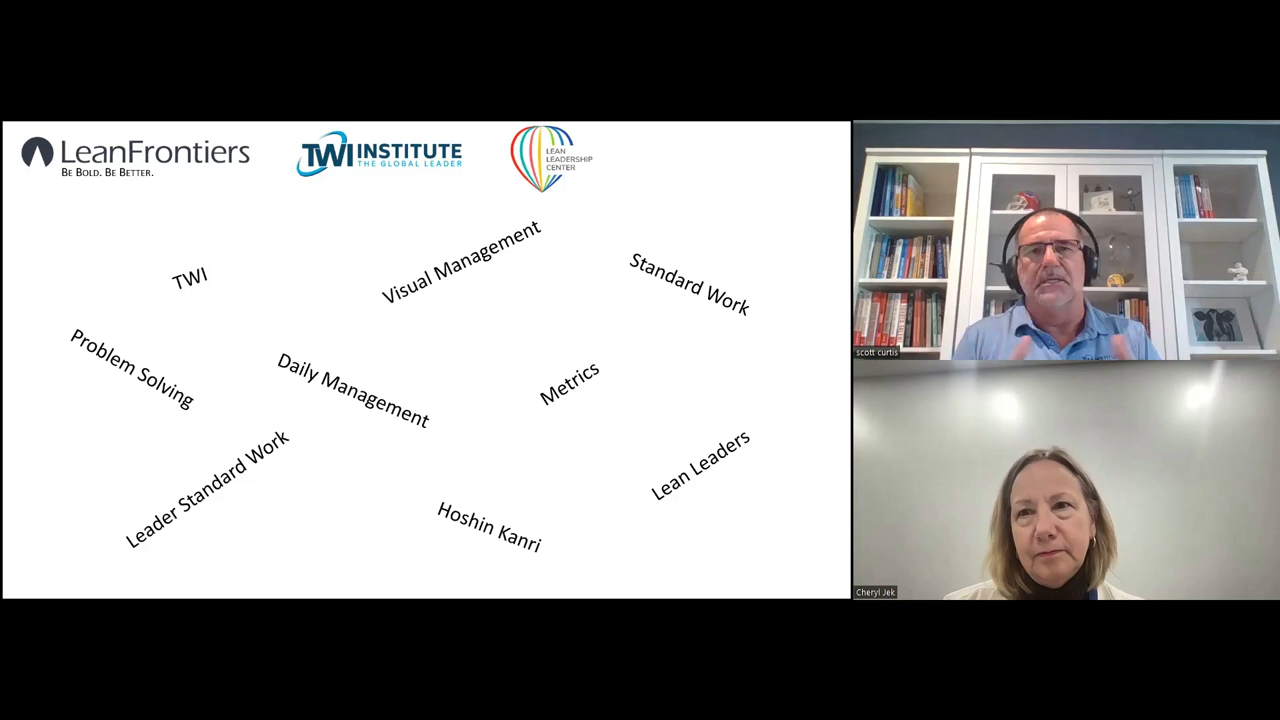 LeanFrontiers
BE BOLD. BE BETTER.
TWI INSTITUTE
THE GLOBAL LEADER
LEAN
LEADERSHIP
CENTER
TWI
Visual Management
Standard Work
Problem Solving
Daily Management
Metrics
Leader Standard Work
Hoshin Kanri
Lean Leaders
scott curtis
Cheryl Jek